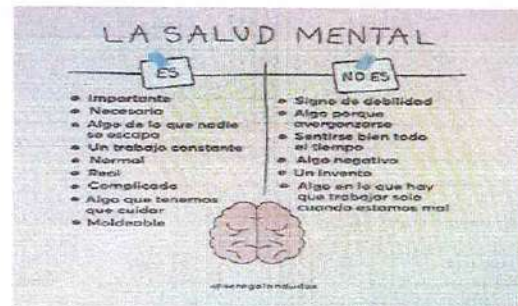 LA SALUD MENTAL
ES
Importante
Necesaria
Algo de lo que nadie
se escapa
Un trabajo constante
Normal
Real
Complicada
Algo que tenemos
que cuidar
Moldeable
NO ES
Signo de debilidad
Algo porque
avergonzarse
Sentirse bien todo
el tiempo
Algo negativo
Un invento
Algo en lo que hay
que trabajar solo
cuando estamos mal